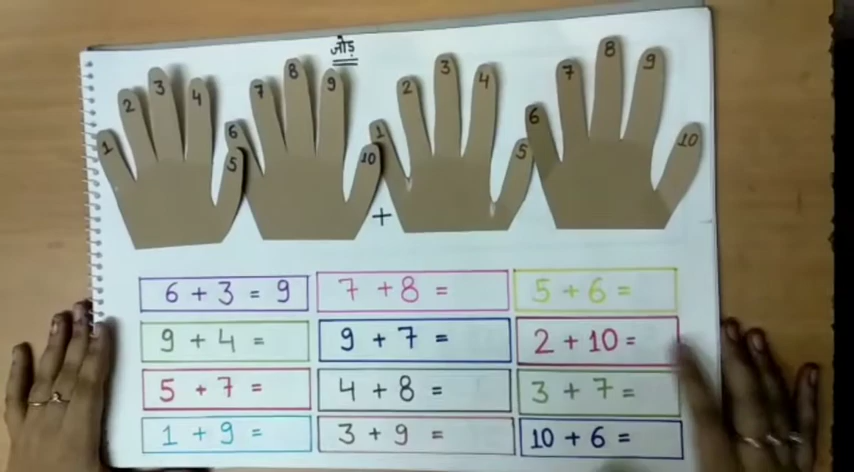 जोड़
1 2 3 4 5 6 7 8 9 10 + 1 2 3 4 5 6 7 8 9 10
6 + 3 = 9 7 + 8 = 5 + 6 =
9 + 4 = 9 + 7 = 2 + 10 =
5 + 7 = 4 + 8 = 3 + 7 =
1 + 9 = 3 + 9 = 10 + 6 =